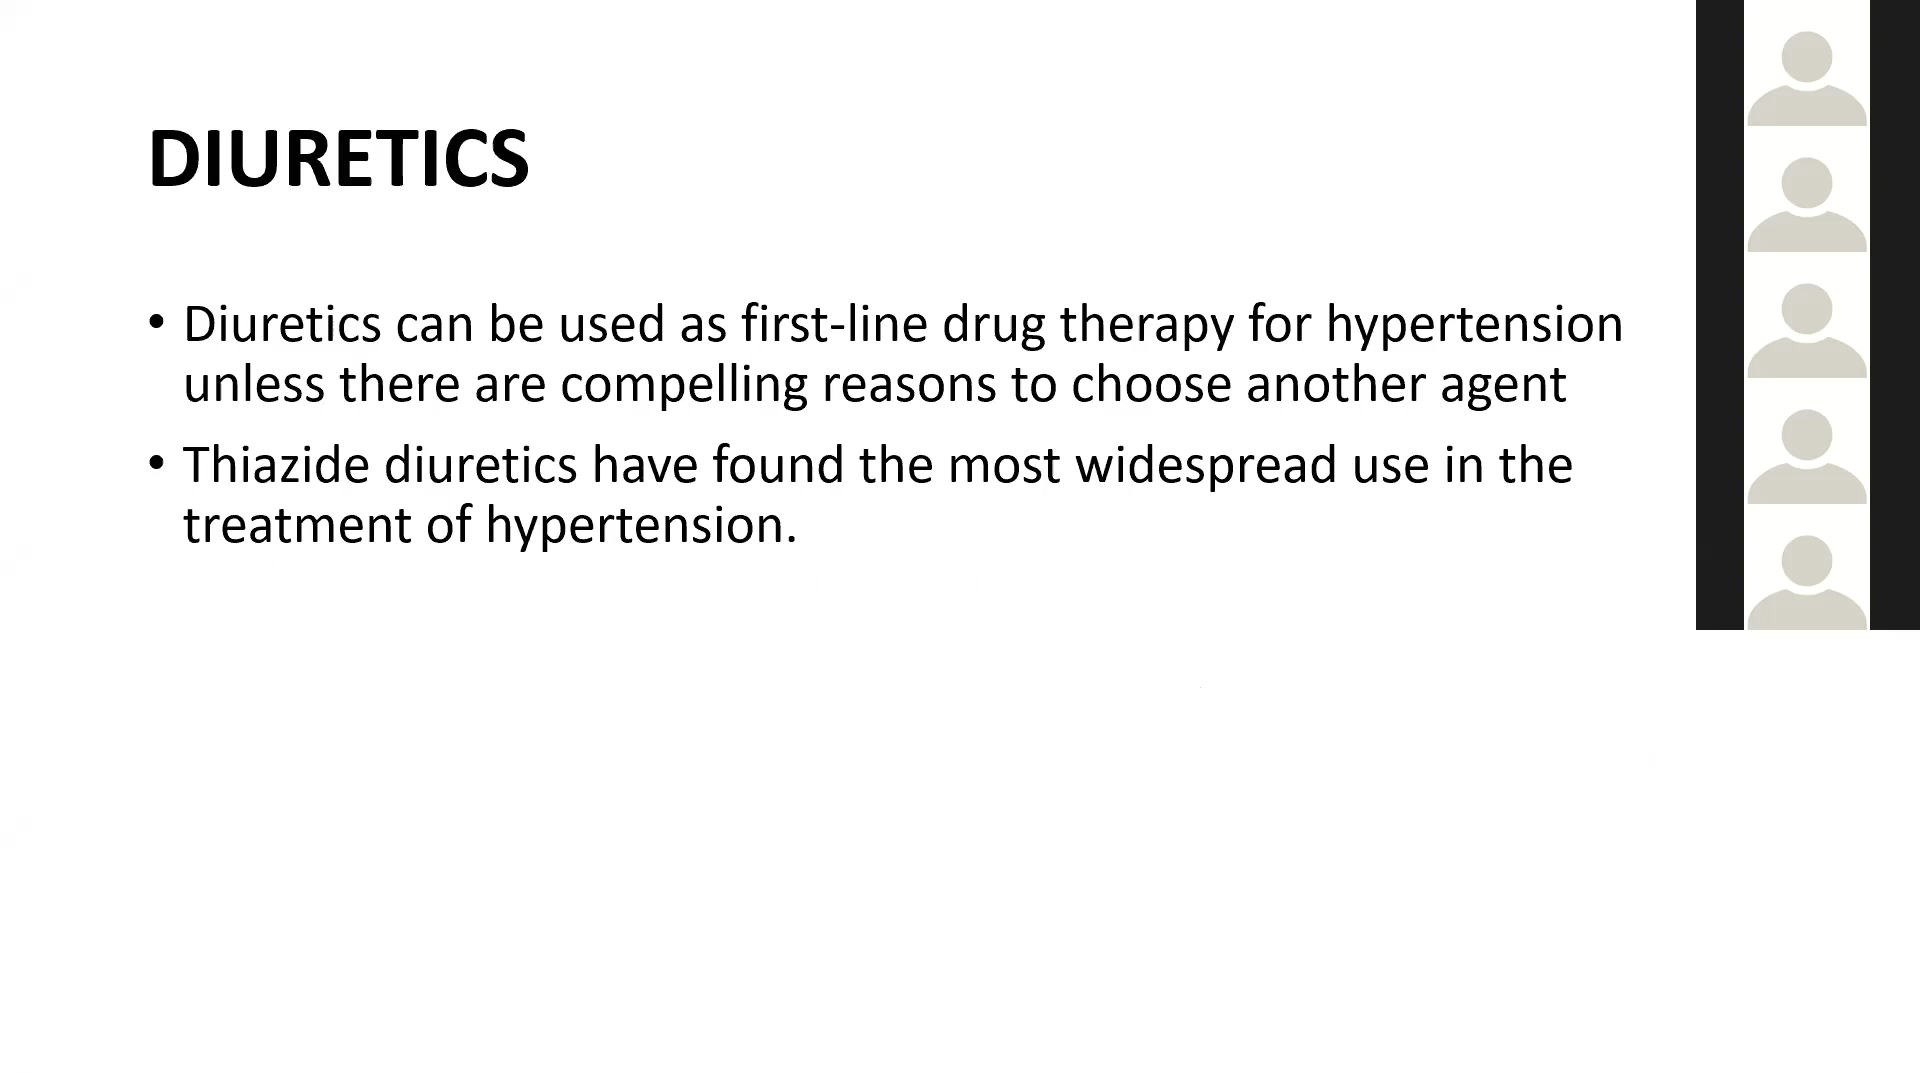 DIURETICS
• Diuretics can be used as first-line drug therapy for hypertension
unless there are compelling reasons to choose another agent
• Thiazide diuretics have found the most widespread use in the
treatment of hypertension.